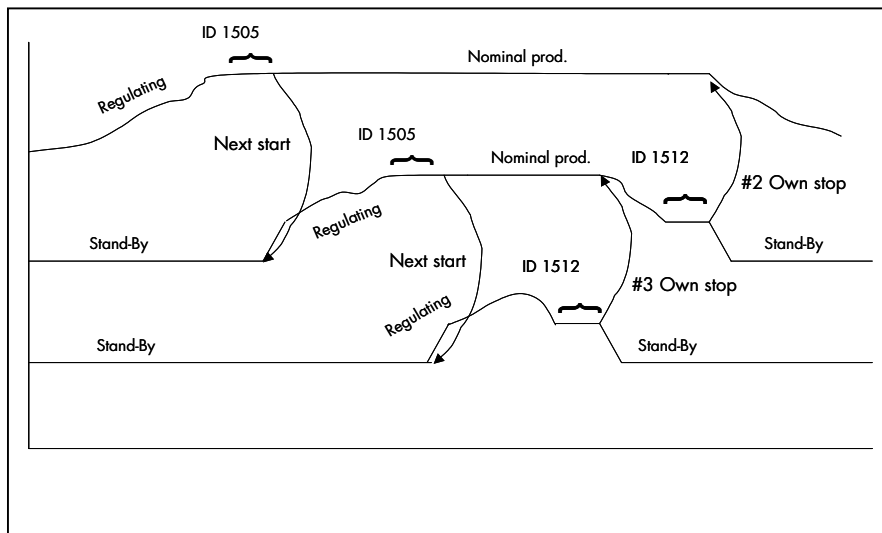 ID 1505
Nominal prod.
Regulating
ID 1505
Next start
Nominal prod.
ID 1512
#2 Own stop
Regulating
Stand-By
Stand-By
Next start
ID 1512
#3 Own stop
Regulating
Stand-By
Stand-By